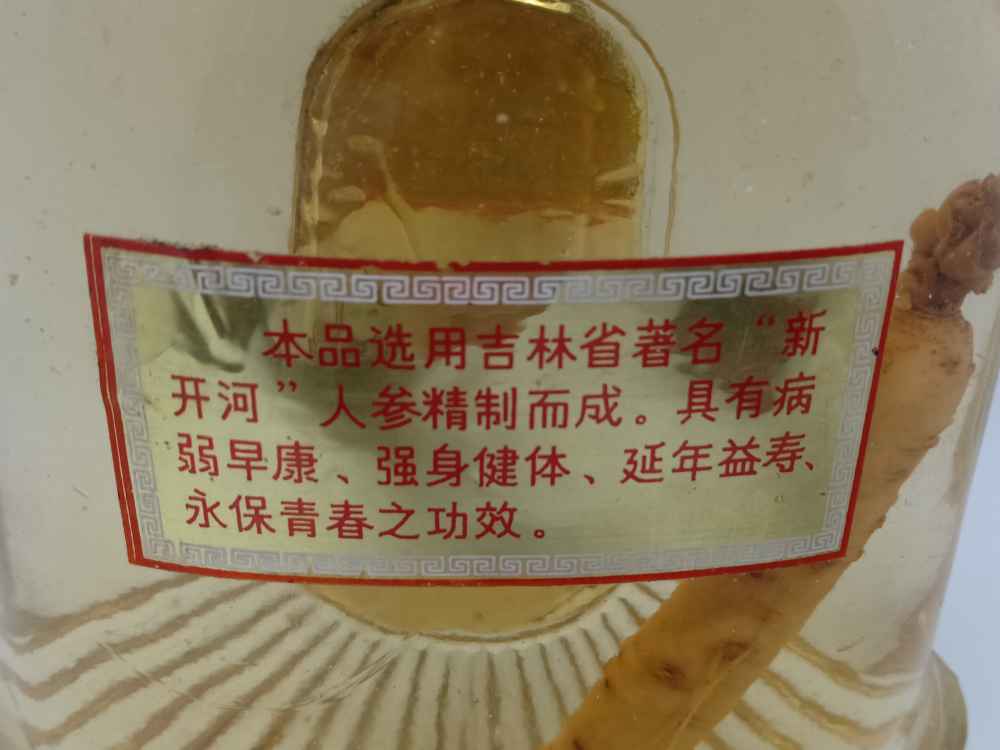 本品选用吉林省著名“新
开河”人参精制而成。具有病
弱早康、强身健体、延年益寿、
永保青春之功效。